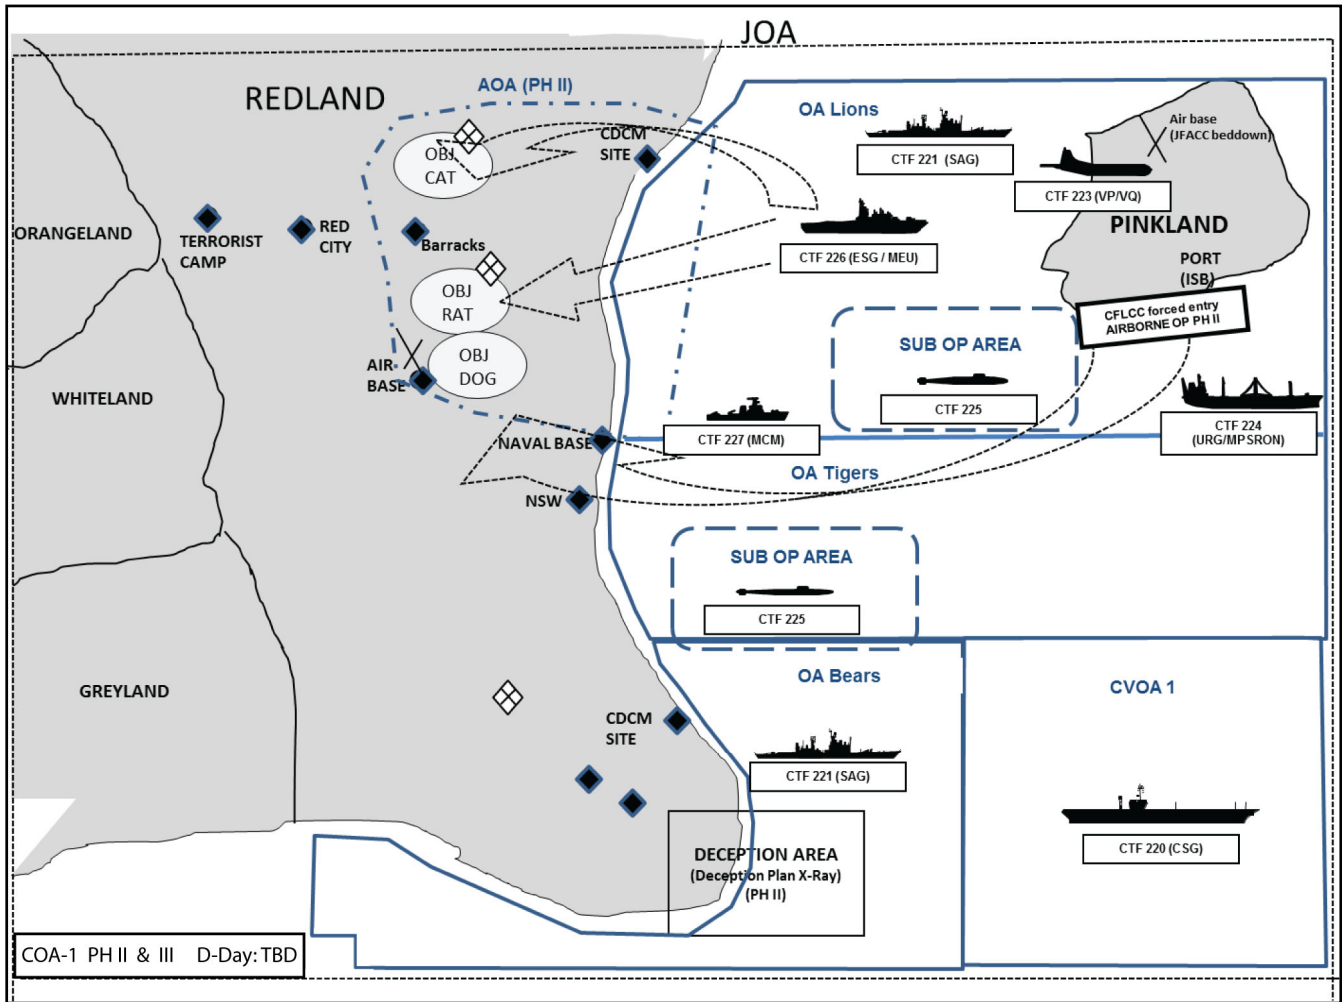 JOA
REDLAND
AOA (PH II)
OA Lions
Air base
(JFACC beddown)
CDCM
SITE
CTF 221 (SAG)
OBJ
CAT
CTF 223 (VP/VQ)
PINKLAND
ORANGELAND
TERRORIST
CAMP
RED
CITY
Barracks
CTF 226 (ESG / MEU)
PORT
(ISB)
OBJ
RAT
CFLCC forced entry
AIRBORNE OP PH II
SUB OP AREA
CTF 225
AIR
BASE
OBJ
DOG
WHITELAND
CTF 224
(URG/MPSRON)
NAVAL BASE
CTF 227 (MCM)
OA Tigers
NSW
SUB OP AREA
CTF 225
GREYLAND
OA Bears
CVOA 1
CDCM
SITE
CTF 221 (SAG)
CTF 220 (CSG)
DECEPTION AREA
(Deception Plan X-Ray)
(PH II)
COA-1 PH II & III D-Day: TBD